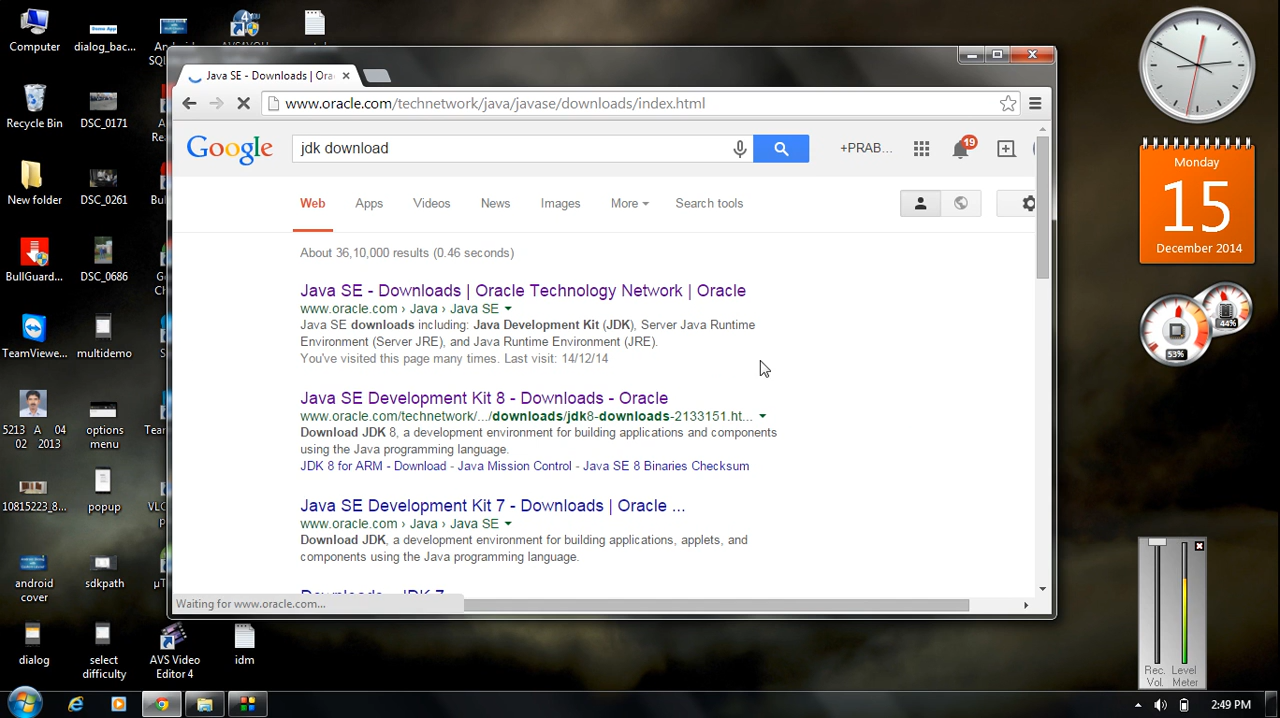 Computer
dialog_bac...
Recycle Bin
DSC_0171
New folder
DSC_0261
BullGuard...
DSC_0686
TeamViewe...
multidemo
5213 A 04
02 2013
options
menu
10815223_8...
popup
android
cover
sdkpath
dialog
select
difficulty
AVS Video
Editor 4
idm
Java SE - Downloads | Ora
www.oracle.com/technetwork/java/javase/downloads/index.html
Google
jdk download
+PRAB...
19
Web
Apps
Videos
News
Images
More
Search tools
About 36,10,000 results (0.46 seconds)
Java SE - Downloads | Oracle Technology Network | Oracle
www.oracle.com › Java › Java SE
Java SE downloads including: Java Development Kit (JDK), Server Java Runtime
Environment (Server JRE), and Java Runtime Environment (JRE).
You've visited this page many times. Last visit: 14/12/14
Java SE Development Kit 8 - Downloads - Oracle
www.oracle.com/technetwork/.../downloads/jdk8-downloads-2133151.ht...
Download JDK 8, a development environment for building applications and components
using the Java programming language.
JDK 8 for ARM - Download - Java Mission Control - Java SE 8 Binaries Checksum
Java SE Development Kit 7 - Downloads | Oracle ...
www.oracle.com › Java › Java SE
Download JDK, a development environment for building applications, applets, and
components using the Java programming language.
Waiting for www.oracle.com...
Monday
15
December 2014
44%
53%
Rec. Level
Vol. Meter
2:49 PM